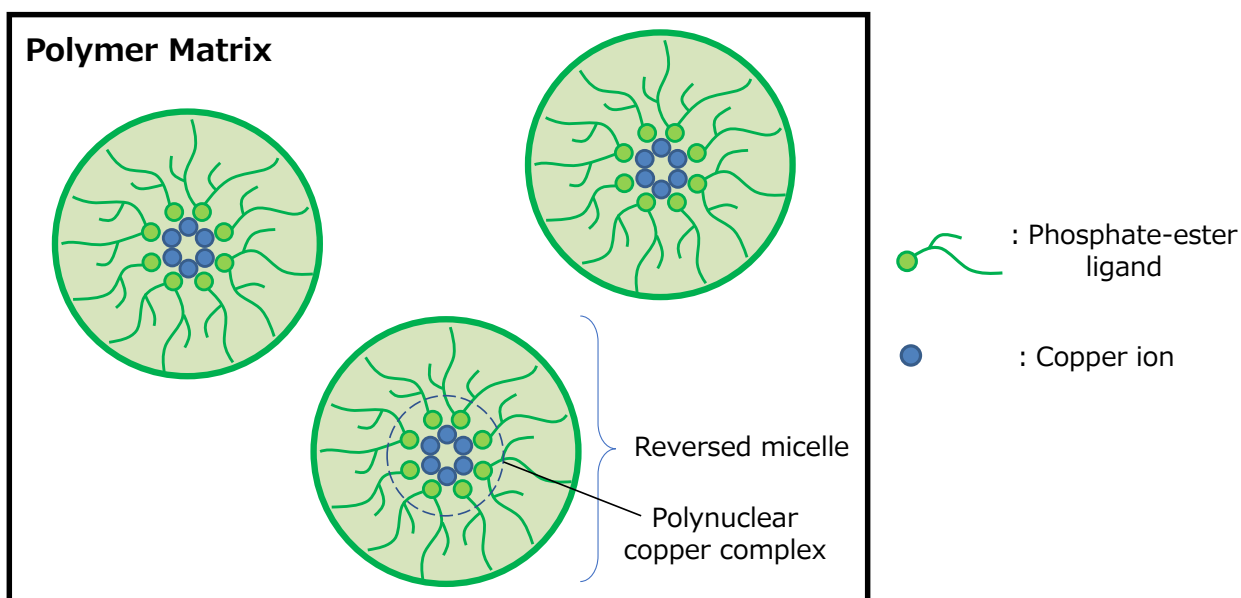 Polymer Matrix
: Phosphate-ester
ligand
: Copper ion
Reversed micelle
Polynuclear
copper complex